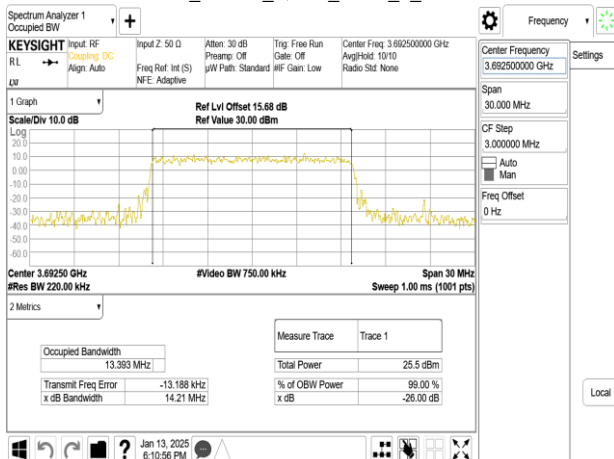 Spectrum Analyzer 1
Occupied BW
Frequency
KEYSIGHT
RL
Input: RF
Coupling: DC
Align: Auto
Input Z: 50 Ω
Freq Ref: Int (S)
NFE: Adaptive
Atten: 30 dB
Preamp: Off
µW Path: Standard
Trig: Free Run
Gate: Off
#IF Gain: Low
Center Freq: 3.692500000 GHz
Avg|Hold: 10/10
Radio Std: None
LXI
Center Frequency
3.692500000 GHz
Span
30.000 MHz
CF Step
3.000000 MHz
Auto
Man
Freq Offset
0 Hz
Settings
Local
1 Graph
Scale/Div 10.0 dB
Ref Lvl Offset 15.68 dB
Ref Value 30.00 dBm
Log
20.0
10.0
0.00
-10.0
-20.0
-30.0
-40.0
-50.0
-60.0
Center 3.69250 GHz
#Res BW 220.00 kHz
#Video BW 750.00 kHz
Span 30 MHz
Sweep 1.00 ms (1001 pts)
2 Metrics
Measure Trace Trace 1
Occupied Bandwidth
13.393 MHz
Total Power 25.5 dBm
Transmit Freq Error -13.188 kHz
% of OBW Power 99.00 %
x dB Bandwidth 14.21 MHz
x dB -26.00 dB
?
Jan 13, 2025
6:10:56 PM